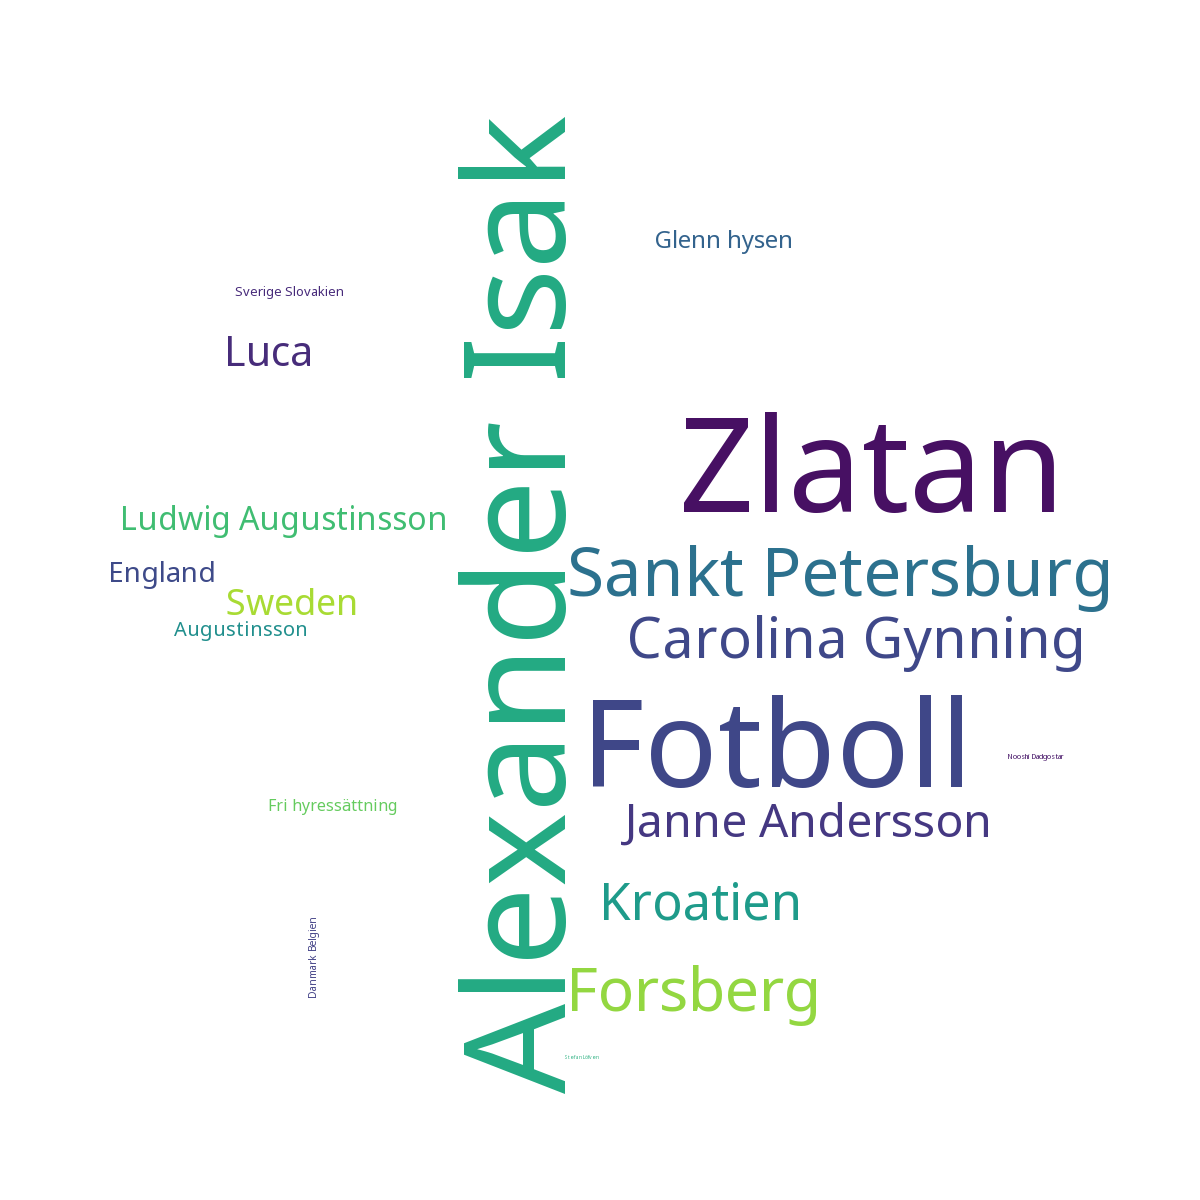 Alexander Isak
Glenn hysen
Sverige Slovakien
Luca
Zlatan
Ludwig Augustinsson
England
Sankt Petersburg
Sweden
Augustinsson
Carolina Gynning
Fotboll
Nooshi Dadgostar
Fri hyressättning
Janne Andersson
Kroatien
Danmark Belgien
Forsberg
Stefan Löfven